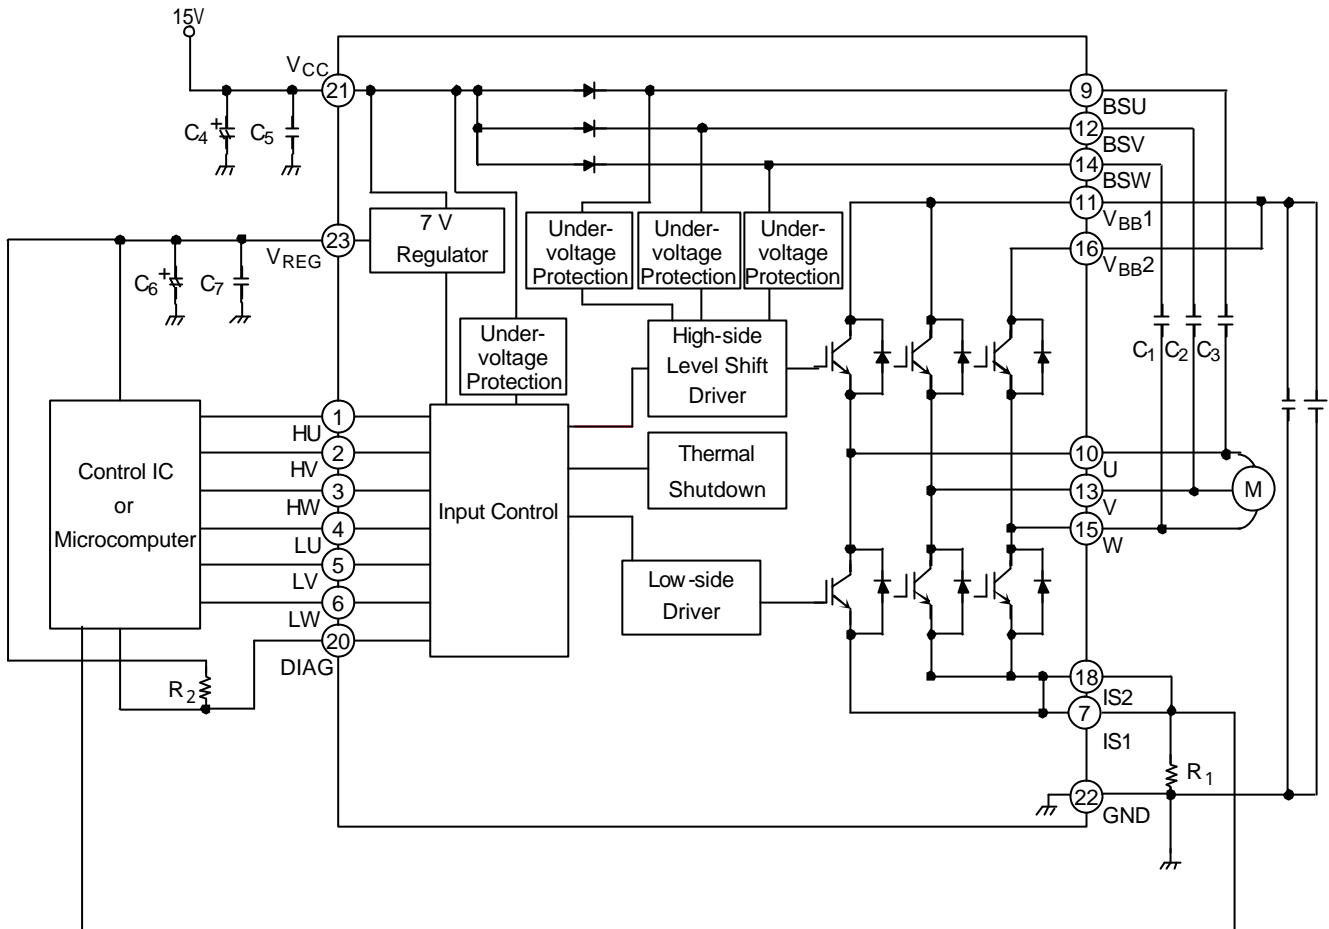 15V
VCC
21
C4
+
C5
9
BSU
12
BSV
14
BSW
11
VBB1
16
VBB2
7 V
Regulator
23
VREG
C6
+
C7
Under-
voltage
Protection
Under-
voltage
Protection
Under-
voltage
Protection
Under-
voltage
Protection
High-side
Level Shift
Driver
C1
C2
C3
Control IC
or
Microcomputer
1
HU
2
HV
3
HW
4
LU
5
LV
6
LW
20
DIAG
R2
Input Control
Thermal
Shutdown
Low-side
Driver
10
U
13
V
15
W
M
18
IS2
7
IS1
R1
22
GND